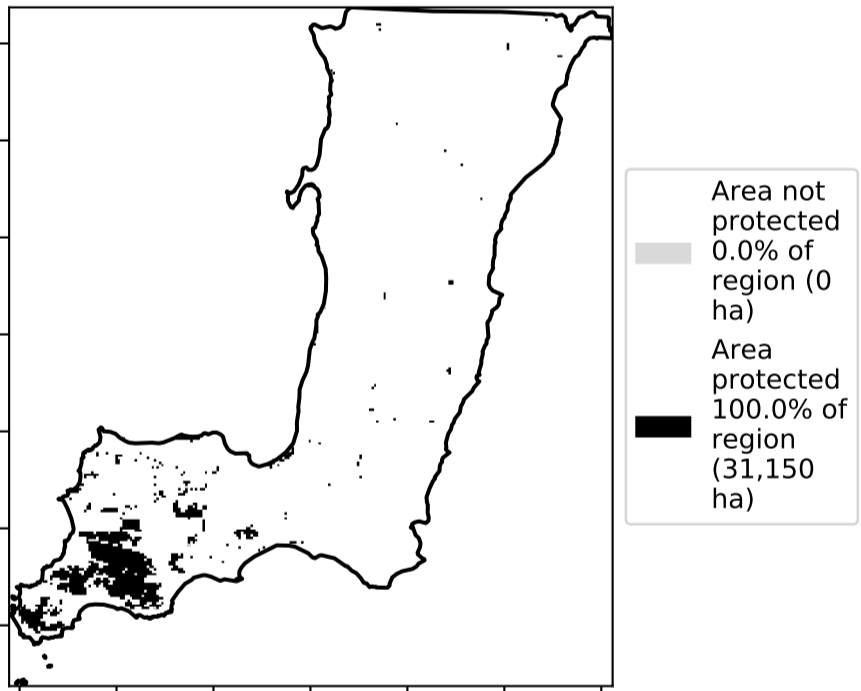 Area not
protected
0.0% of
region (0
ha)
Area
protected
100.0% of
region
(31,150
ha)